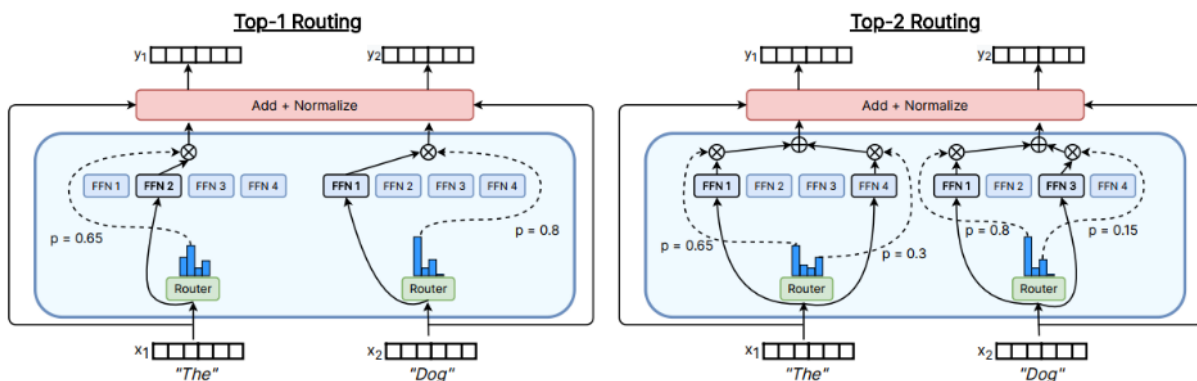 Top-1 Routing
y1 y2
Add + Normalize
FFN 1 FFN 2 FFN 3 FFN 4 FFN 1 FFN 2 FFN 3 FFN 4
p = 0.65 p = 0.8
Router Router
x1 x2
"The" "Dog"
Top-2 Routing
y1 y2
Add + Normalize
FFN 1 FFN 2 FFN 3 FFN 4 FFN 1 FFN 2 FFN 3 FFN 4
p = 0.65 p = 0.3 p = 0.8 p = 0.15
Router Router
x1 x2
"The" "Dog"